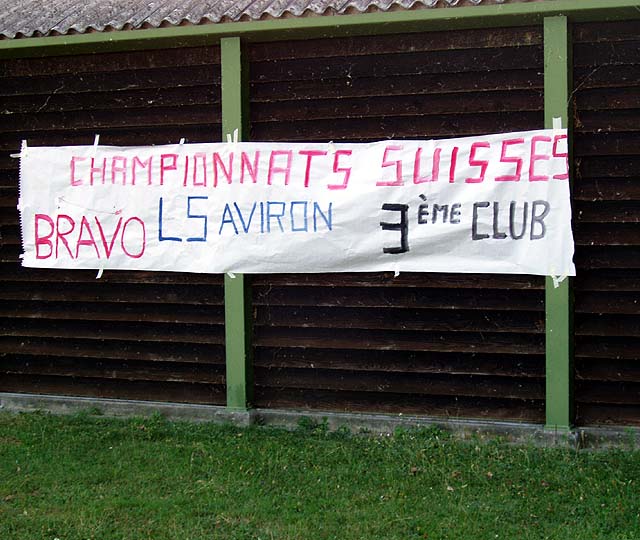 CHAMPIONNATS SUISSES
BRAVO LS AVIRON 3ÈME CLUB